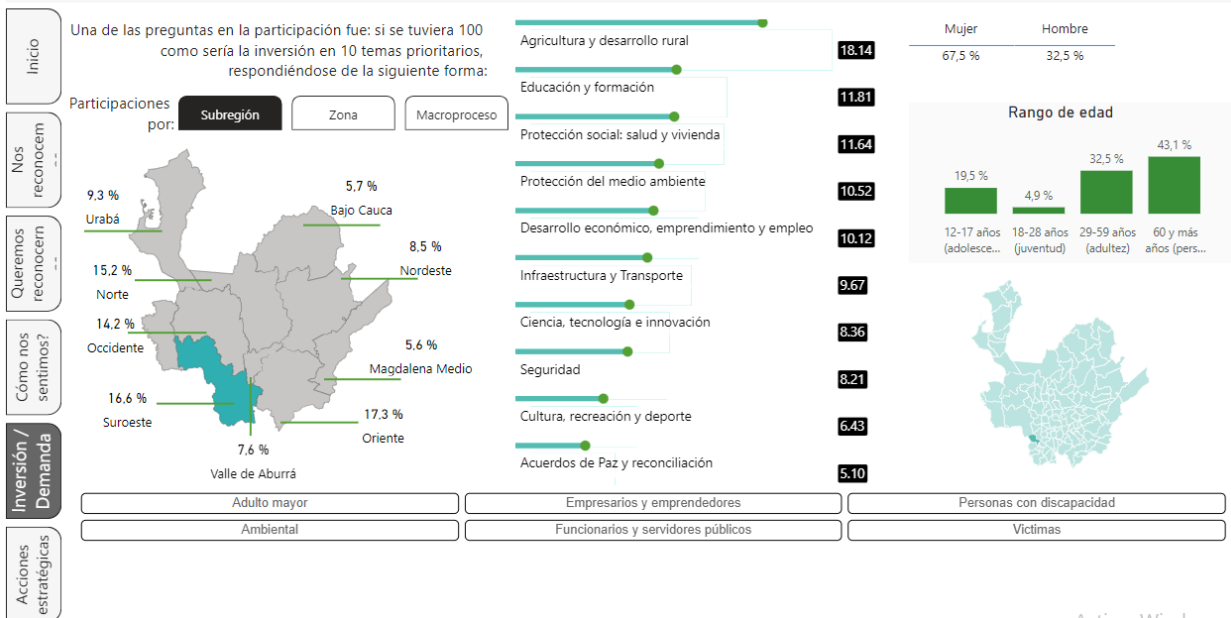 Inicio
Nos
reconocem
Queremos
reconocern
Cómo nos
sentimos?
Inversión /
Demanda
Acciones
estratégicas
Una de las preguntas en la participación fue: si se tuviera 100
como sería la inversión en 10 temas prioritarios,
respondiéndose de la siguiente forma:
Participaciones
por:
Subregión
Zona
Macroproceso
9,3 %
Urabá
5,7 %
Bajo Cauca
8,5 %
Nordeste
15,2 %
Norte
14,2 %
Occidente
5,6 %
Magdalena Medio
16,6 %
Suroeste
17,3 %
Oriente
7,6 %
Valle de Aburrá
Agricultura y desarrollo rural
18.14
Educación y formación
11.81
Protección social: salud y vivienda
11.64
Protección del medio ambiente
10.52
Desarrollo económico, emprendimiento y empleo
10.12
Infraestructura y Transporte
9.67
Ciencia, tecnología e innovación
8.36
Seguridad
8.21
Cultura, recreación y deporte
6.43
Acuerdos de Paz y reconciliación
5.10
Mujer Hombre
67,5 % 32,5 %
Rango de edad
19,5 %
4,9 %
32,5 %
43,1 %
12-17 años
(adolesce...
18-28 años
(juventud)
29-59 años
(adultez)
60 y más
años (pers...
Adulto mayor
Empresarios y emprendedores
Personas con discapacidad
Ambiental
Funcionarios y servidores públicos
Victimas